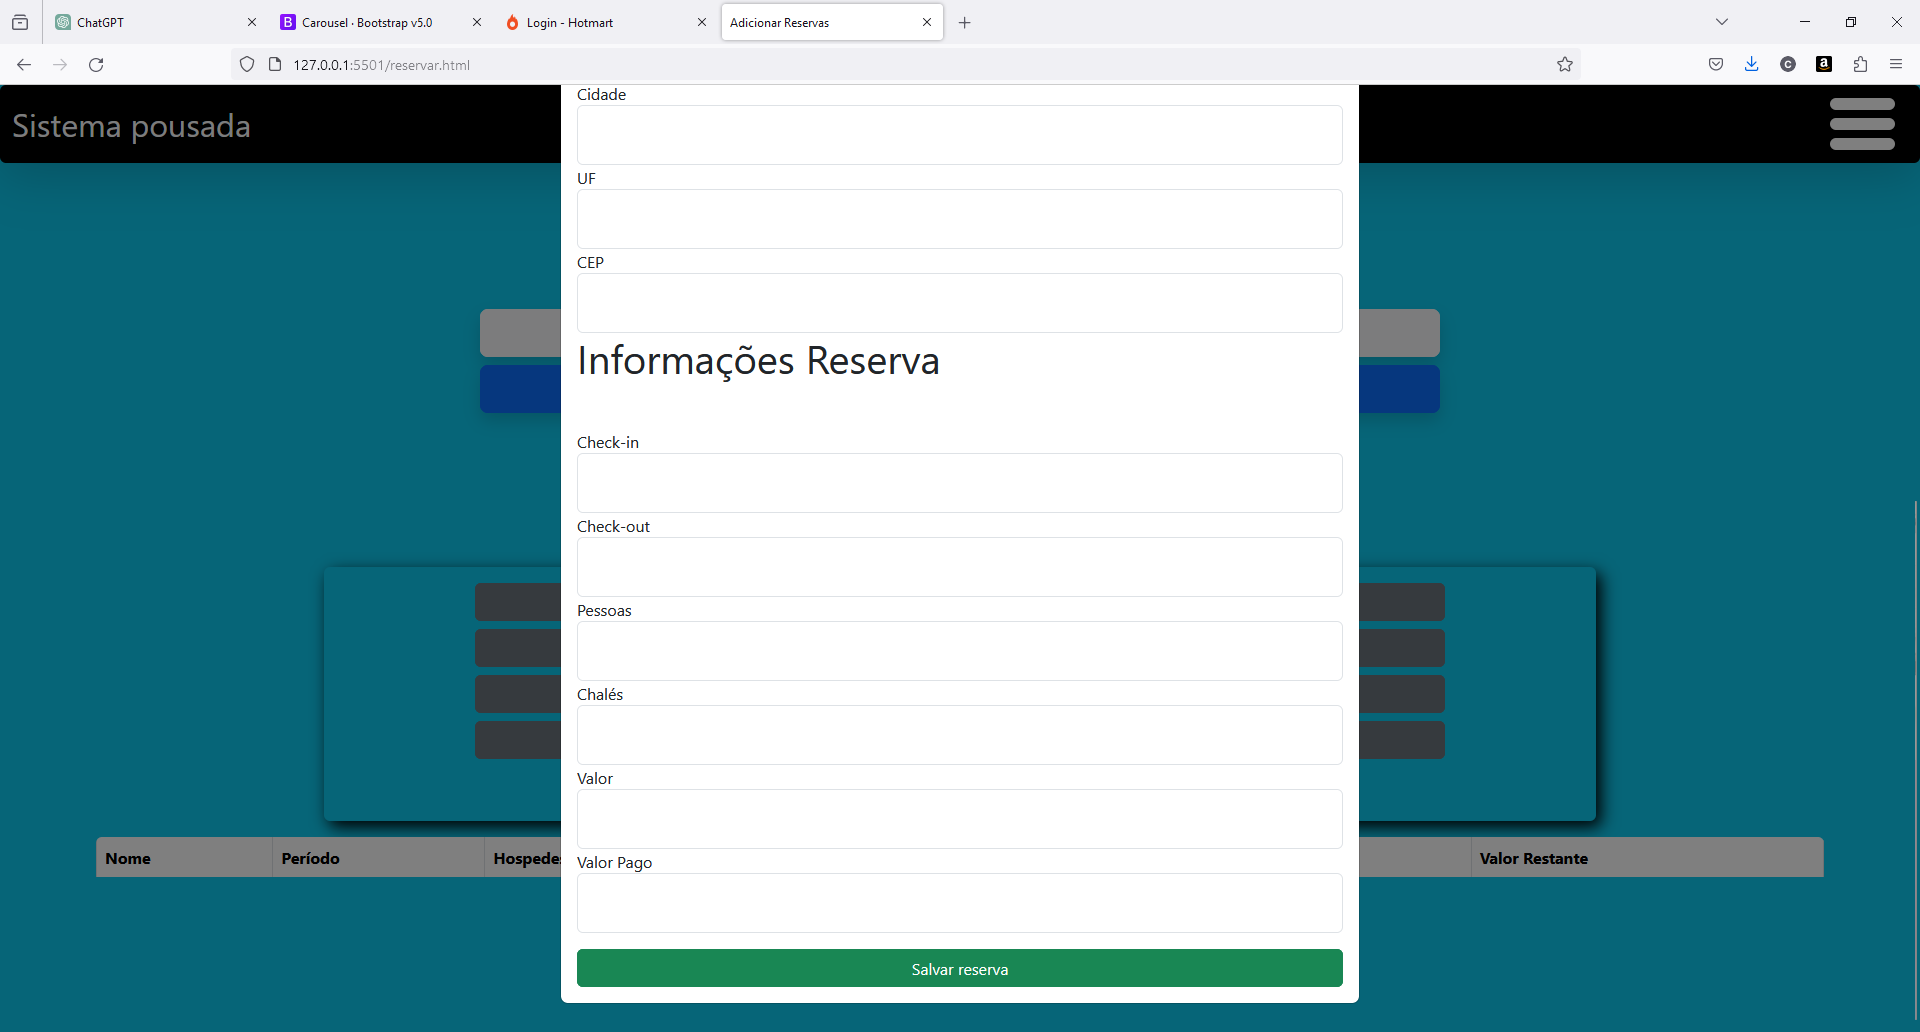 ChatGPT
Carousel · Bootstrap v5.0
Login - Hotmart
Adicionar Reservas
127.0.0.1:5501/reservar.html
Sistema pousada
Cidade
UF
CEP
Informações Reserva
Check-in
Check-out
Pessoas
Chalés
Valor
Valor Pago
Salvar reserva
Nome Período Hospedes Valor Restante